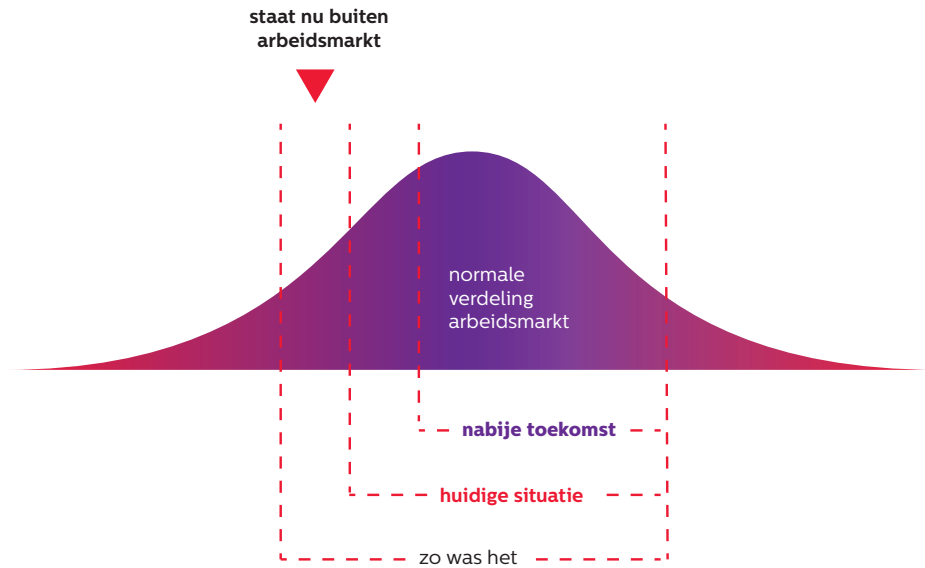 staat nu buiten
arbeidsmarkt
normale
verdeling
arbeidsmarkt
nabije toekomst
huidige situatie
zo was het